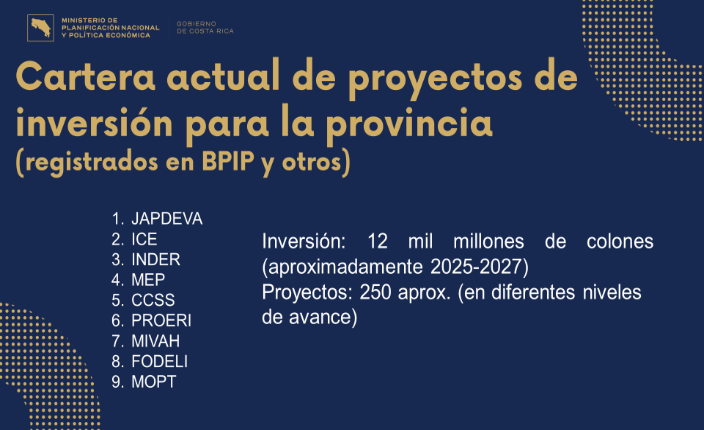 MINISTERIO DE
PLANIFICACIÓN NACIONAL
Y POLÍTICA ECONÓMICA
GOBIERNO
DE COSTA RICA
Cartera actual de proyectos de
inversión para la provincia
(registrados en BPIP y otros)
1. JAPDEVA
2. ICE
3. INDER
4. MEP
5. CCSS
6. PROERI
7. MIVAH
8. FODELI
9. MOPT
Inversión: 12 mil millones de colones
(aproximadamente 2025-2027)
Proyectos: 250 aprox. (en diferentes niveles
de avance)